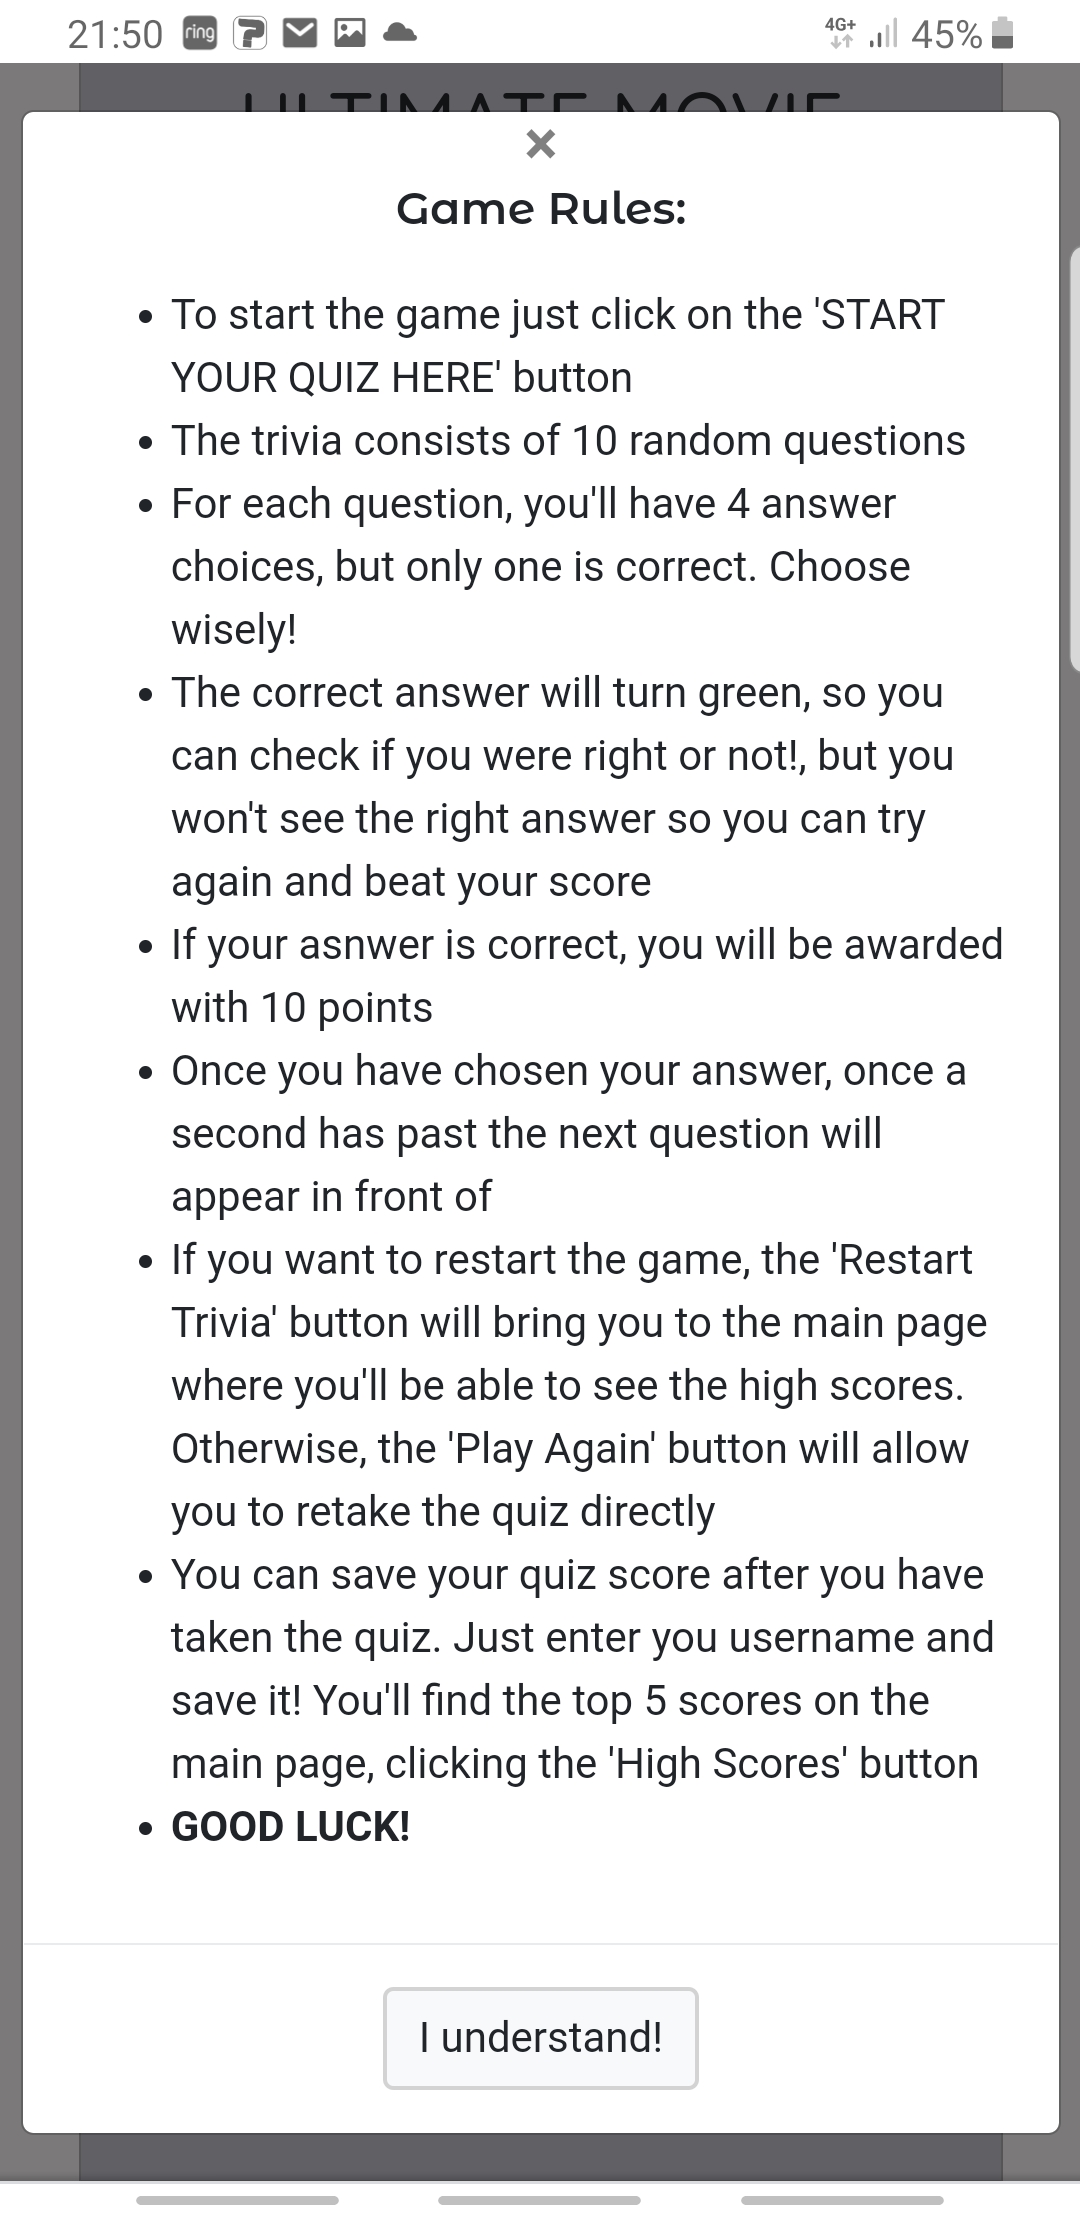 21:50 ring 4G+ 45%
ULTIMATE MOVIE
×
Game Rules:
• To start the game just click on the 'START
YOUR QUIZ HERE' button
• The trivia consists of 10 random questions
• For each question, you'll have 4 answer
choices, but only one is correct. Choose
wisely!
• The correct answer will turn green, so you
can check if you were right or not!, but you
won't see the right answer so you can try
again and beat your score
• If your asnwer is correct, you will be awarded
with 10 points
• Once you have chosen your answer, once a
second has past the next question will
appear in front of
• If you want to restart the game, the 'Restart
Trivia' button will bring you to the main page
where you'll be able to see the high scores.
Otherwise, the 'Play Again' button will allow
you to retake the quiz directly
• You can save your quiz score after you have
taken the quiz. Just enter you username and
save it! You'll find the top 5 scores on the
main page, clicking the 'High Scores' button
• GOOD LUCK!
I understand!